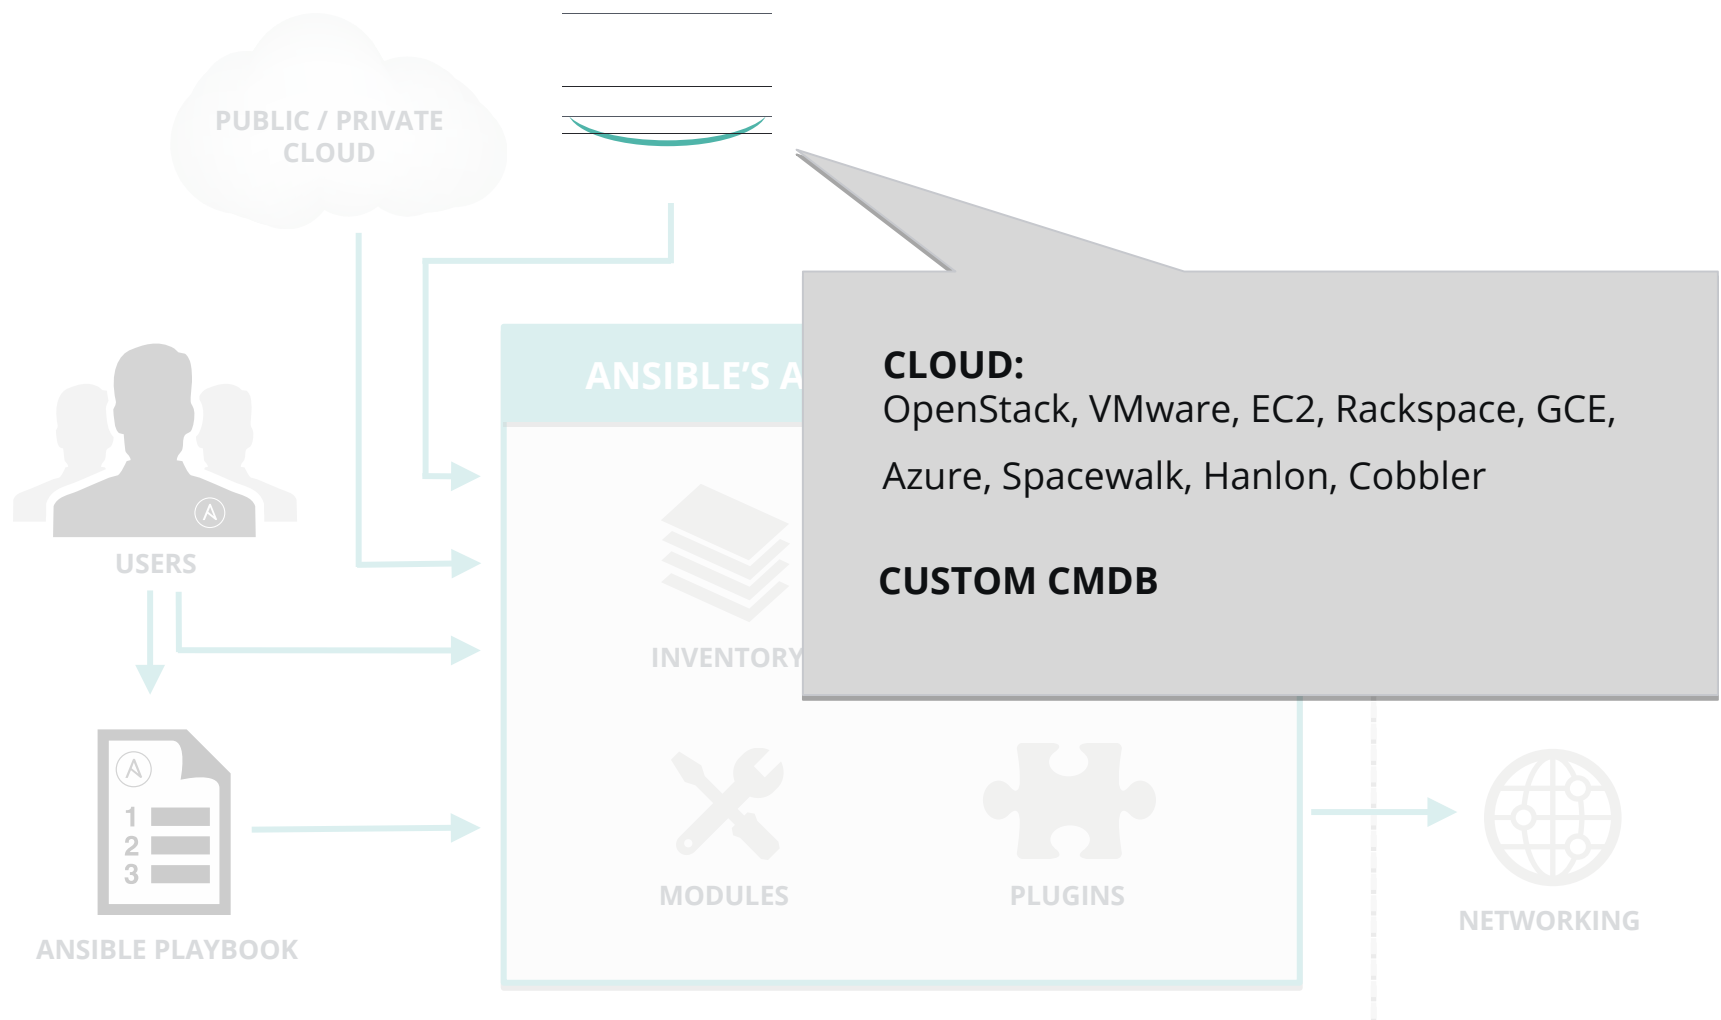 PUBLIC / PRIVATE
CLOUD
ANSIBLE’S A
CLOUD:
OpenStack, VMware, EC2, Rackspace, GCE,
Azure, Spacewalk, Hanlon, Cobbler
CUSTOM CMDB
USERS
INVENTORY
1
2
3
MODULES
PLUGINS
NETWORKING
ANSIBLE PLAYBOOK